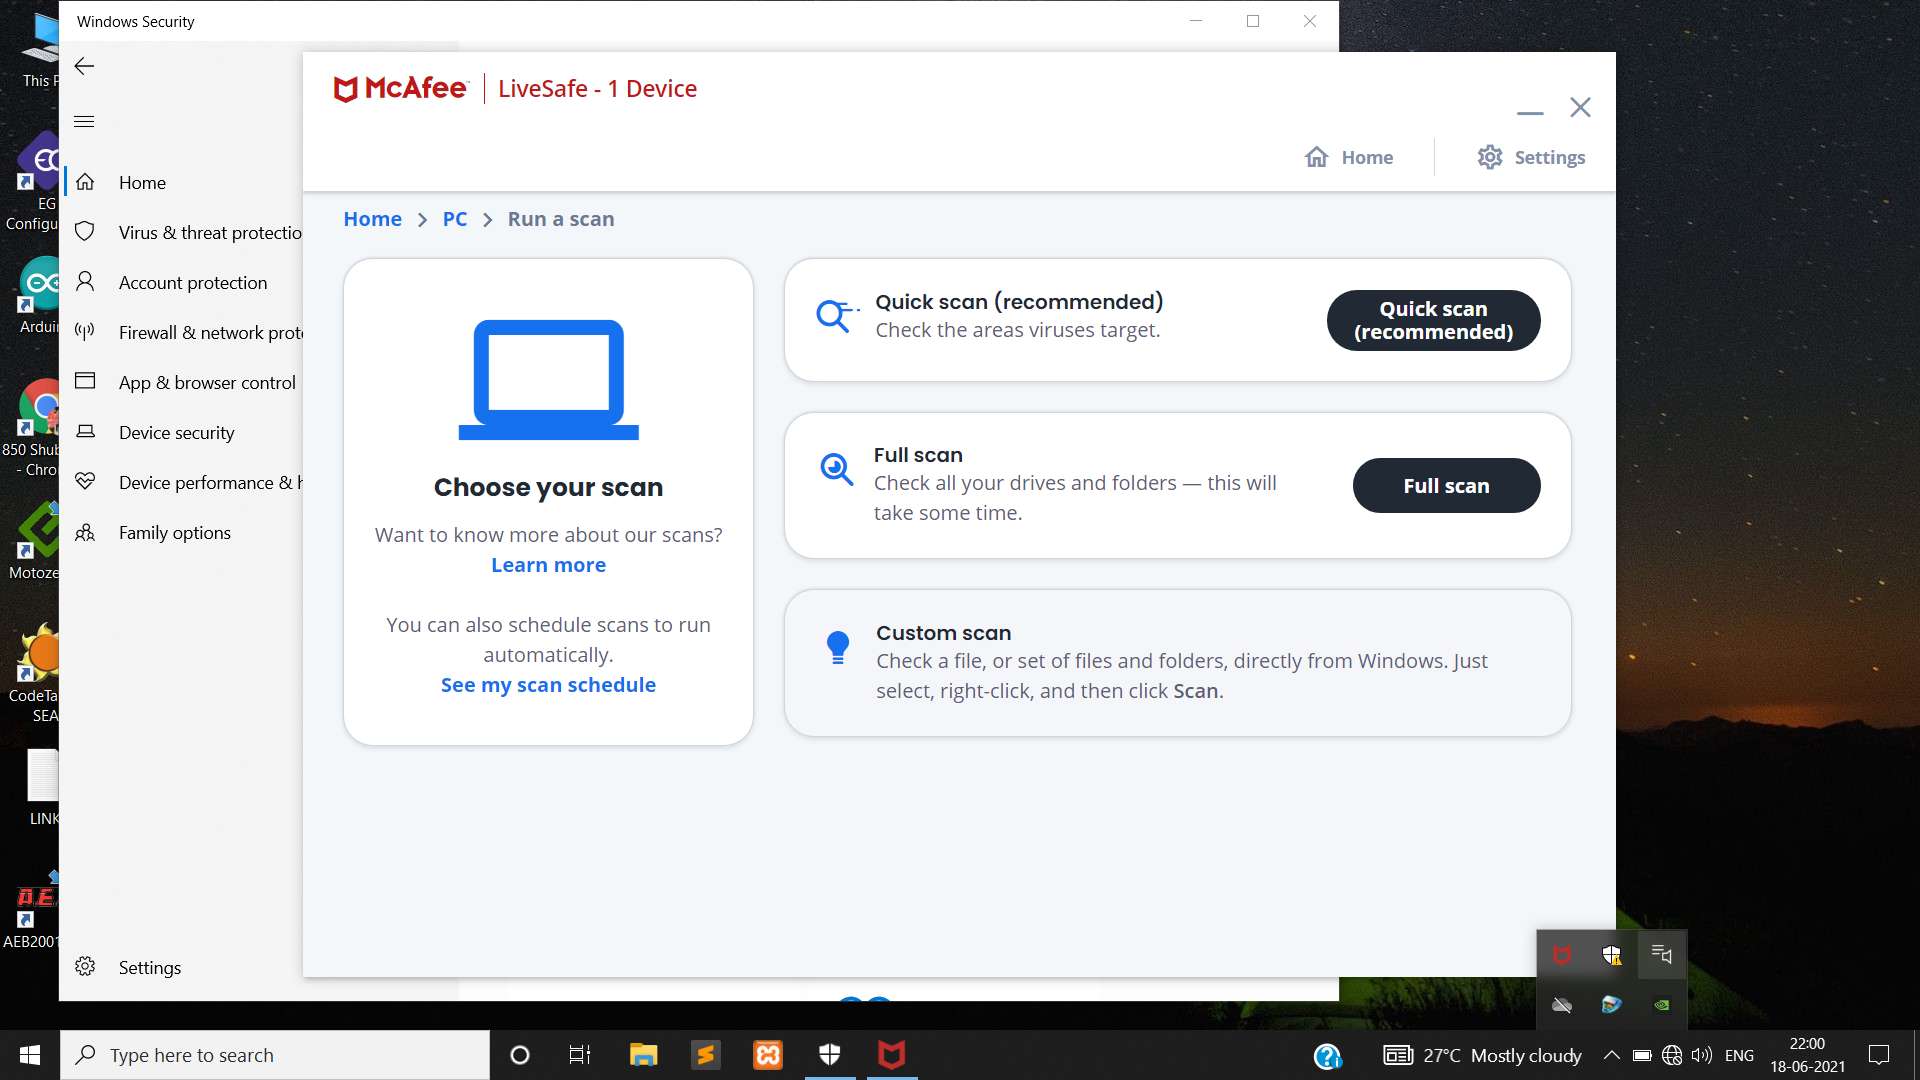 Windows Security
This P
EG
Configu
Arduin
850 Shub
- Chro
Motoze
CodeTa
SEA
LINK
AEB2001
Home
Virus & threat protectio
Account protection
Firewall & network prote
App & browser control
Device security
Device performance & h
Family options
Settings
McAfee™ LiveSafe - 1 Device
Home
Settings
Home > PC > Run a scan
Choose your scan
Want to know more about our scans?
Learn more
You can also schedule scans to run
automatically.
See my scan schedule
Quick scan (recommended)
Check the areas viruses target.
Quick scan
(recommended)
Full scan
Check all your drives and folders — this will
take some time.
Full scan
Custom scan
Check a file, or set of files and folders, directly from Windows. Just
select, right-click, and then click Scan.
Type here to search
27°C Mostly cloudy
ENG
22:00
18-06-2021